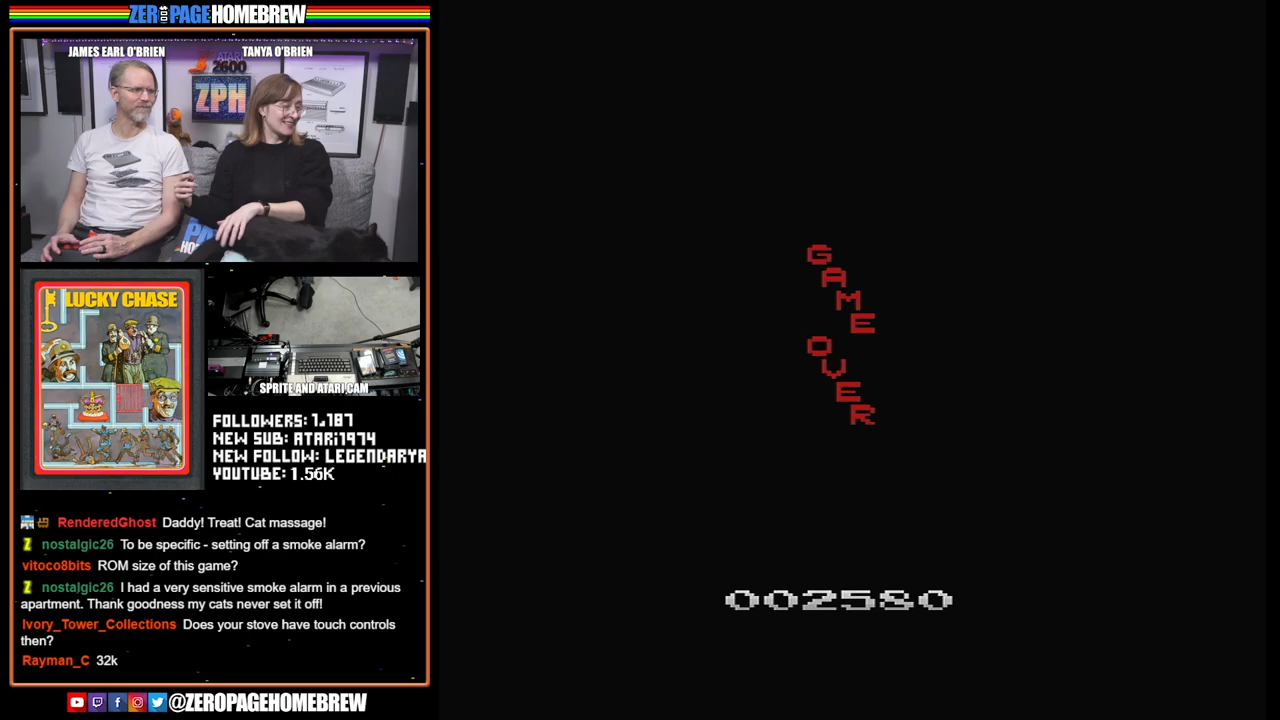 ZEROPAGE HOMEBREW
JAMES EARL O'BRIEN
TANYA O'BRIEN
ATARI
2600
ZPH
LUCKY CHASE
SPRITE AND ATARI CAM
FOLLOWERS: 1,187
NEW SUB: ATARI1974
NEW FOLLOW: LEGENDARYA
YOUTUBE: 1.56K
RenderedGhost Daddy! Treat! Cat massage!
nostalgic26 To be specific - setting off a smoke alarm?
vitoco8bits ROM size of this game?
nostalgic26 I had a very sensitive smoke alarm in a previous
apartment. Thank goodness my cats never set it off!
Ivory_Tower_Collections Does your stove have touch controls
then?
Rayman_C 32k
@ZEROPAGEHOMEBREW
GAME
OVER
002580